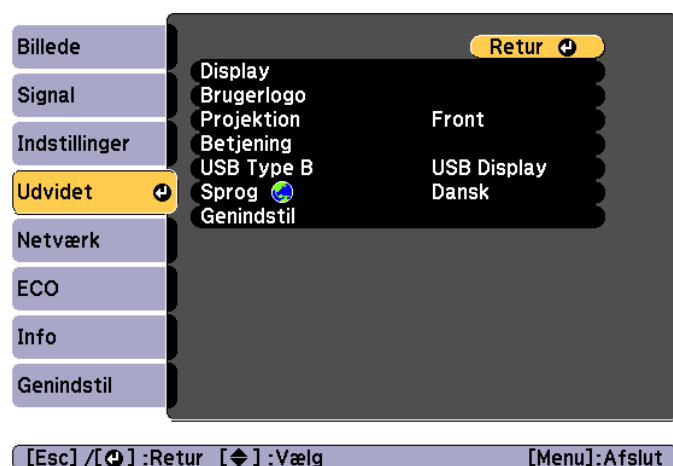 Billede
Signal
Indstillinger
Udvidet
Netværk
ECO
Info
Genindstil
Retur
Display
Brugerlogo
Projektion Front
Betjening
USB Type B USB Display
Sprog Dansk
Genindstil
[Esc] /[ ] :Retur [ ] :Vælg [Menu]:Afslut